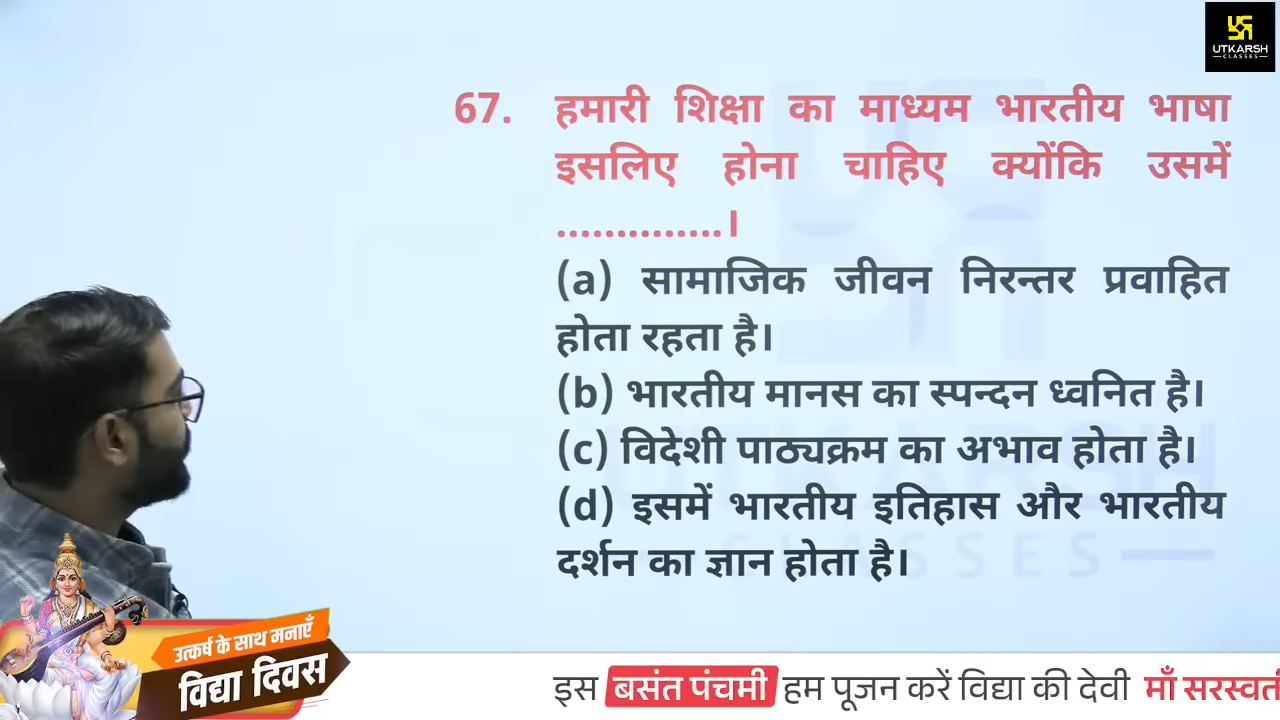 UTKARSH
CLASSES
67. हमारी शिक्षा का माध्यम भारतीय भाषा
इसलिए होना चाहिए क्योंकि उसमें
..............।
(a) सामाजिक जीवन निरन्तर प्रवाहित
होता रहता है।
(b) भारतीय मानस का स्पन्दन ध्वनित है।
(c) विदेशी पाठ्यक्रम का अभाव होता है।
(d) इसमें भारतीय इतिहास और भारतीय
दर्शन का ज्ञान होता है।
उत्कर्ष के साथ मनाएँ
विद्या दिवस
इस बसंत पंचमी हम पूजन करें विद्या की देवी माँ सरस्वती